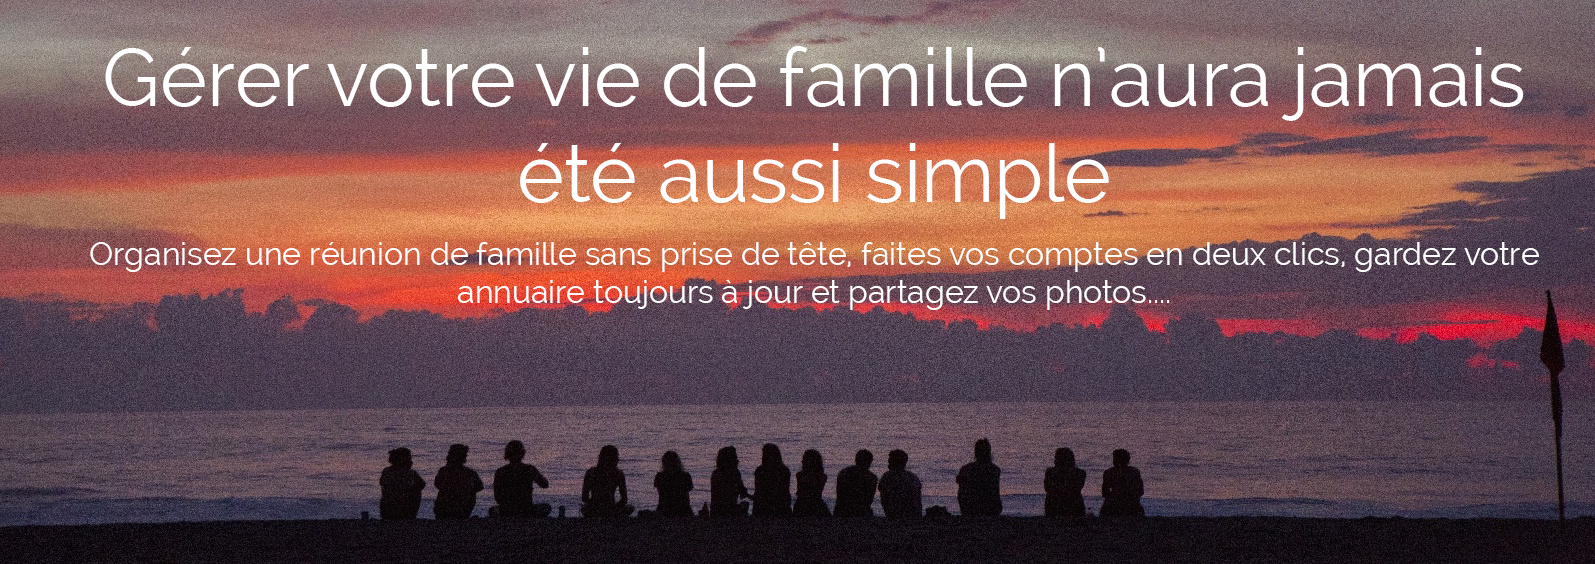 Gérer votre vie de famille n'aura jamais
été aussi simple
Organisez une réunion de famille sans prise de tête, faites vos comptes en deux clics, gardez votre
annuaire toujours à jour et partagez vos photos....